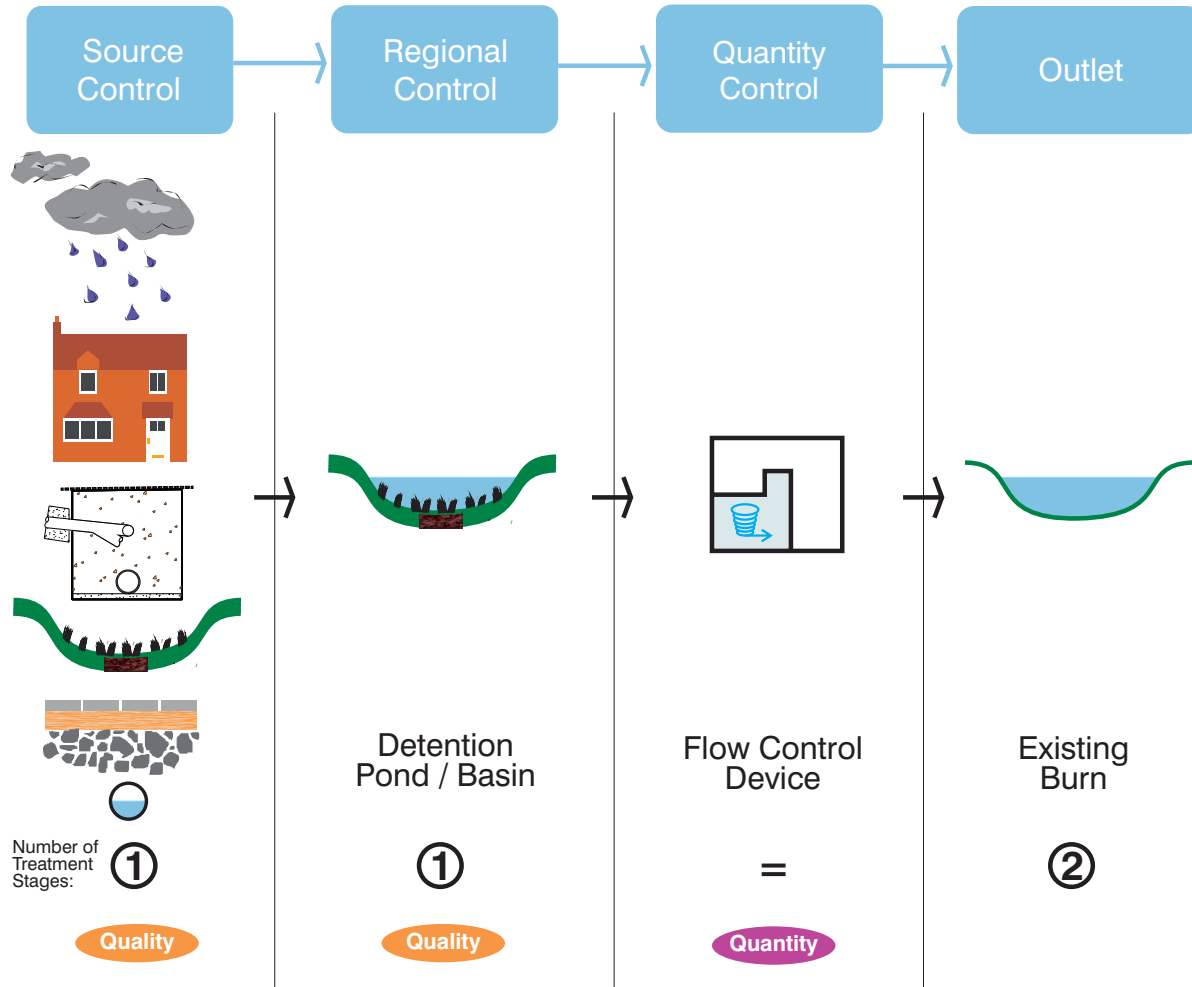 Source
Control
Regional
Control
Quantity
Control
Outlet
Detention
Pond / Basin
Flow Control
Device
Existing
Burn
Number of
Treatment
Stages:
1
1
=
2
Quality
Quality
Quantity